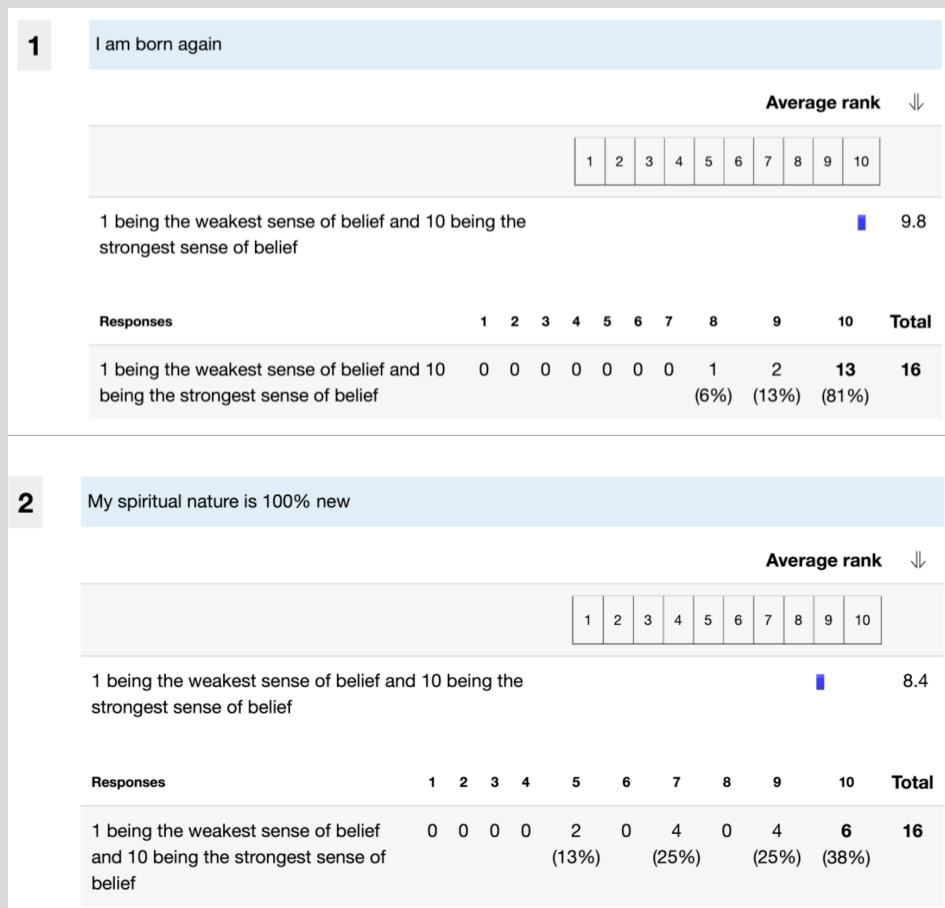 1
I am born again
Average rank
1 2 3 4 5 6 7 8 9 10
1 being the weakest sense of belief and 10 being the
strongest sense of belief
9.8
Responses 1 2 3 4 5 6 7 8 9 10 Total
1 being the weakest sense of belief and 10 0 0 0 0 0 0 0 1 2 13 16
being the strongest sense of belief (6%) (13%) (81%)
2
My spiritual nature is 100% new
Average rank
1 2 3 4 5 6 7 8 9 10
1 being the weakest sense of belief and 10 being the
strongest sense of belief
8.4
Responses 1 2 3 4 5 6 7 8 9 10 Total
1 being the weakest sense of belief 0 0 0 0 2 0 4 0 4 6 16
and 10 being the strongest sense of (13%) (25%) (25%) (38%)
belief